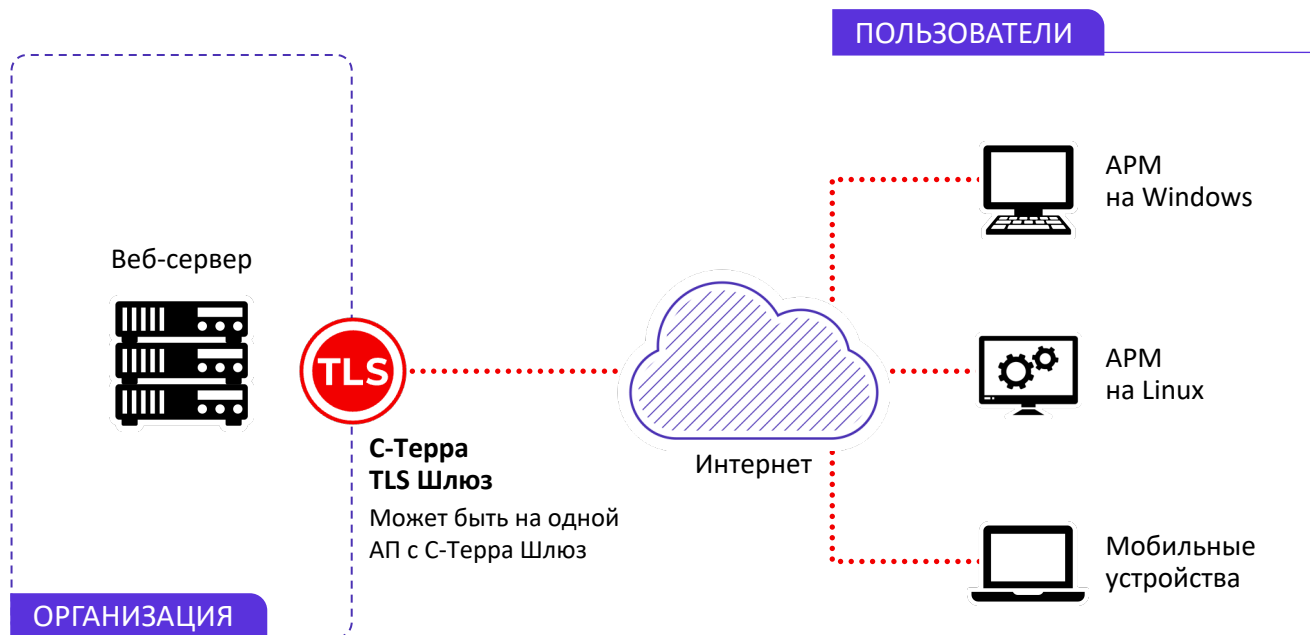 ПОЛЬЗОВАТЕЛИ
АРМ
на Windows
Веб-сервер
TLS
АРМ
на Linux
С-Терра
TLS Шлюз
Может быть на одной
АП с С-Терра Шлюз
Интернет
Мобильные
устройства
ОРГАНИЗАЦИЯ